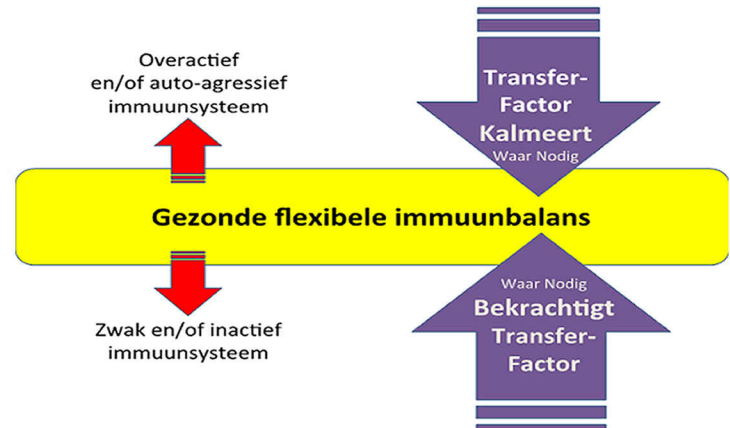 Overactief
en/of auto-agressief
immuunsysteem
Transfer-
Factor
Kalmeert
Waar Nodig
Gezonde flexibele immuunbalans
Zwak en/of inactief
immuunsysteem
Waar Nodig
Bekrachtigt
Transfer-
Factor